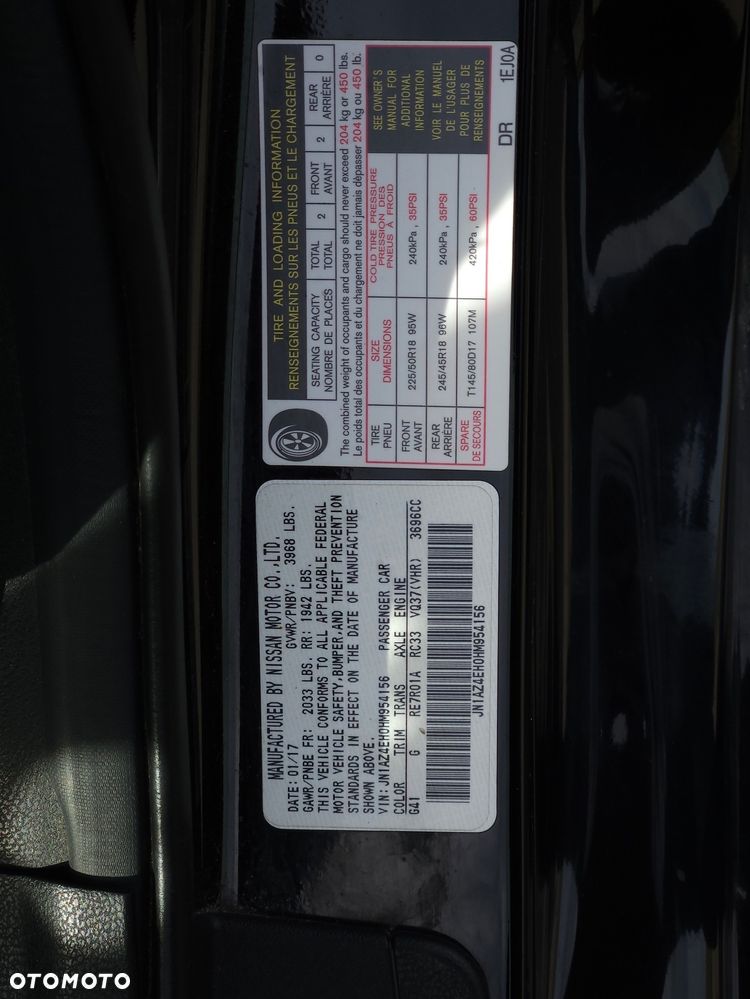 MANUFACTURED BY NISSAN MOTOR CO.,LTD.
DATE: 01/17 GVWR/PNBV: 3968 LBS.
GAWR/PNBE FR: 2033 LBS. RR: 1942 LBS.
THIS VEHICLE CONFORMS TO ALL APPLICABLE FEDERAL
MOTOR VEHICLE SAFETY,BUMPER,AND THEFT PREVENTION
STANDARDS IN EFFECT ON THE DATE OF MANUFACTURE
SHOWN ABOVE.
VIN: JN1AZ4EH0HM954156 PASSENGER CAR
COLOR TRIM TRANS AXLE ENGINE
G41 G RE7R01A RC33 VQ37(VHR) 3696CC
JN1AZ4EH0HM954156
TIRE AND LOADING INFORMATION
RENSEIGNEMENTS SUR LES PNEUS ET LE CHARGEMENT
SEATING CAPACITY TOTAL 2 FRONT 2 REAR 0
NOMBRE DE PLACES TOTAL AVANT ARRIÈRE
The combined weight of occupants and cargo should never exceed 204 kg or 450 lbs.
Le poids total des occupants et du chargement ne doit jamais dépasser 204 kg ou 450 lb.
TIRE SIZE COLD TIRE PRESSURE
PNEU DIMENSIONS PRESSION DES PNEUS À FROID
FRONT 225/50R18 95W 240kPa , 35PSI
AVANT
REAR 245/45R18 96W 240kPa , 35PSI
ARRIÈRE
SPARE T145/80D17 107M 420kPa , 60PSI
DE SECOURS
SEE OWNER'S
MANUAL FOR
ADDITIONAL
INFORMATION
VOIR LE MANUEL
DE L'USAGER
POUR PLUS DE
RENSEIGNEMENTS
DR 1EJ0A
OTOMOTO